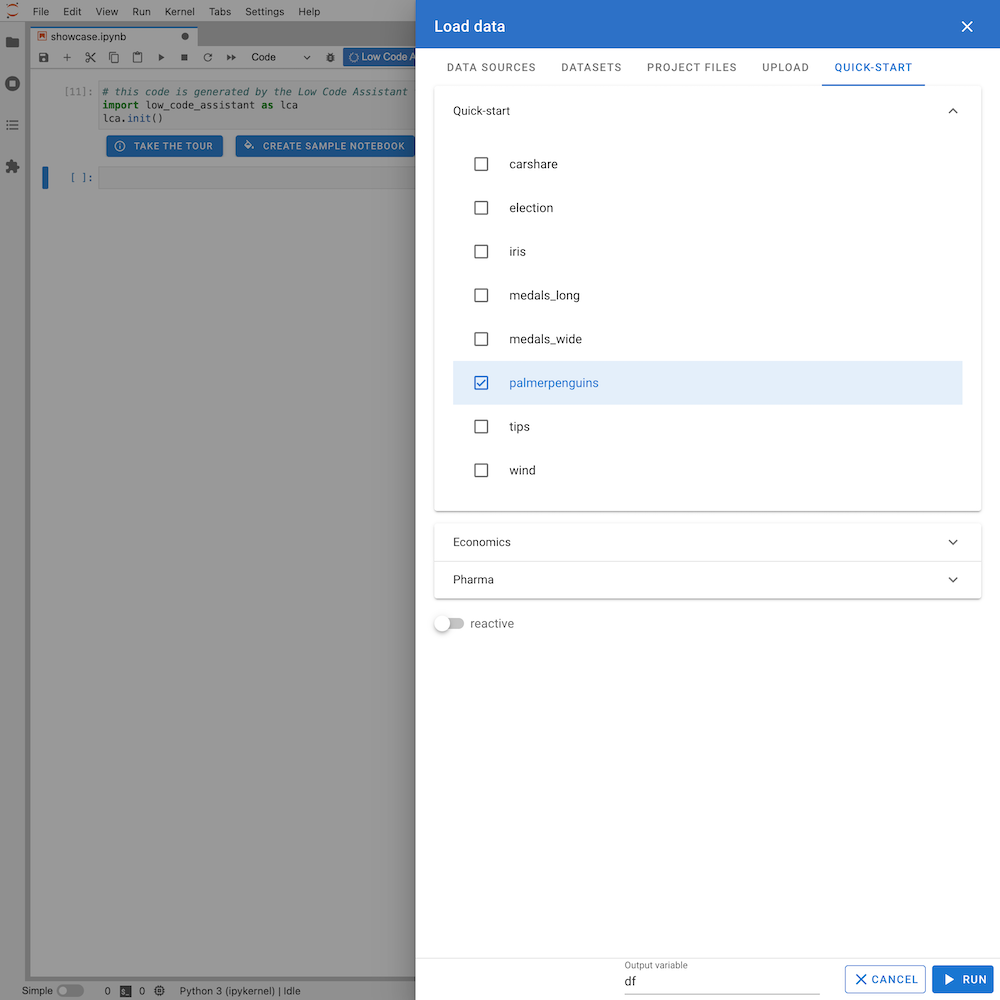 File Edit View Run Kernel Tabs Settings Help
showcase.ipynb
Code
Low Code A
[11]:
# this code is generated by the Low Code Assistant
import low_code_assistant as lca
lca.init()
TAKE THE TOUR
CREATE SAMPLE NOTEBOOK
[ ]:
Load data
DATA SOURCES DATASETS PROJECT FILES UPLOAD QUICK-START
Quick-start
carshare
election
iris
medals_long
medals_wide
palmerpenguins
tips
wind
Economics
Pharma
reactive
Output variable
df
CANCEL
RUN
Simple 0 0 Python 3 (ipykernel) | Idle